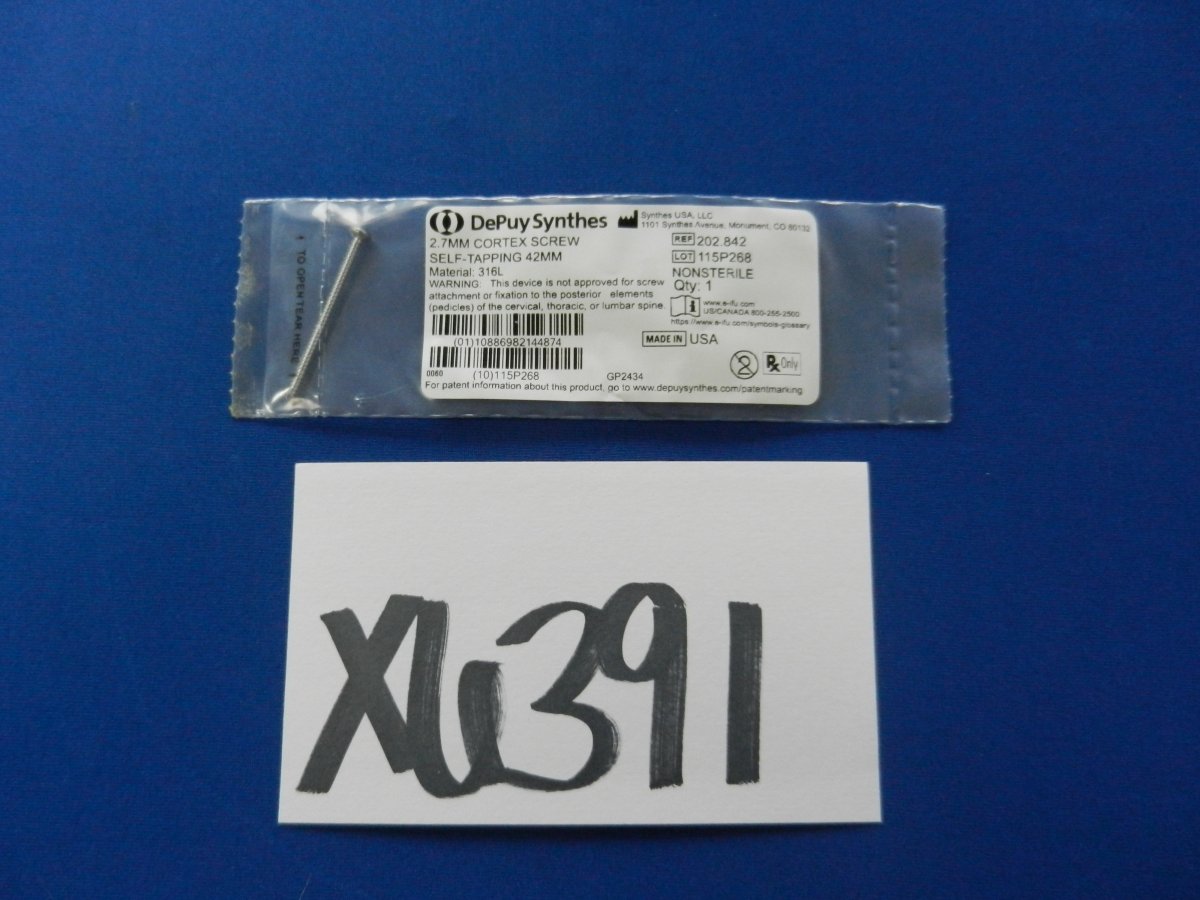 TO OPEN TEAR HERE
DePuy Synthes
Synthes USA, LLC
1101 Synthes Avenue, Monument, CO 80132
2.7MM CORTEX SCREW
SELF-TAPPING 42MM
Material: 316L
WARNING: This device is not approved for screw
attachment or fixation to the posterior elements
(pedicles) of the cervical, thoracic, or lumbar spine.
REF 202.842
LOT 115P268
NONSTERILE
Qty: 1
www.e-ifu.com
US/CANADA 800-255-2500
https://www.e-ifu.com/symbols-glossary
(01)10886982144874
MADE IN USA
0060
(10)115P268
GP2434
2
Rx Only
For patent information about this product, go to www.depuysynthes.com/patentmarking
391